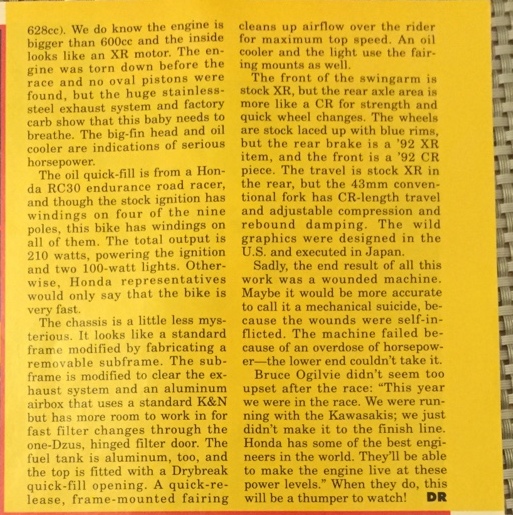 628cc). We do know the engine is
bigger than 600cc and the inside
looks like an XR motor. The en-
gine was torn down before the
race and no oval pistons were
found, but the huge stainless-
steel exhaust system and factory
carb show that this baby needs to
breathe. The big-fin head and oil
cooler are indications of serious
horsepower.
The oil quick-fill is from a Hon-
da RC30 endurance road racer,
and though the stock ignition has
windings on four of the nine
poles, this bike has windings on
all of them. The total output is
210 watts, powering the ignition
and two 100-watt lights. Other-
wise, Honda representatives
would only say that the bike is
very fast.
The chassis is a little less mys-
terious. It looks like a standard
frame modified by fabricating a
removable subframe. The sub-
frame is modified to clear the ex-
haust system and an aluminum
airbox that uses a standard K&N
but has more room to work in for
fast filter changes through the
one-Dzus, hinged filter door. The
fuel tank is aluminum, too, and
the top is fitted with a Drybreak
quick-fill opening. A quick-re-
lease, frame-mounted fairing
cleans up airflow over the rider
for maximum top speed. An oil
cooler and the light use the fair-
ing mounts as well.
The front of the swingarm is
stock XR, but the rear axle area is
more like a CR for strength and
quick wheel changes. The wheels
are stock laced up with blue rims,
but the rear brake is a '92 XR
item, and the front is a '92 CR
piece. The travel is stock XR in
the rear, but the 43mm conven-
tional fork has CR-length travel
and adjustable compression and
rebound damping. The wild
graphics were designed in the
U.S. and executed in Japan.
Sadly, the end result of all this
work was a wounded machine.
Maybe it would be more accurate
to call it a mechanical suicide, be-
cause the wounds were self-in-
flicted. The machine failed be-
cause of an overdose of horsepow-
er—the lower end couldn't take it.
Bruce Ogilvie didn't seem too
upset after the race: "This year
we were in the race. We were run-
ning with the Kawasakis; we just
didn't make it to the finish line.
Honda has some of the best engi-
neers in the world. They'll be able
to make the engine live at these
power levels." When they do, this
will be a thumper to watch! DR